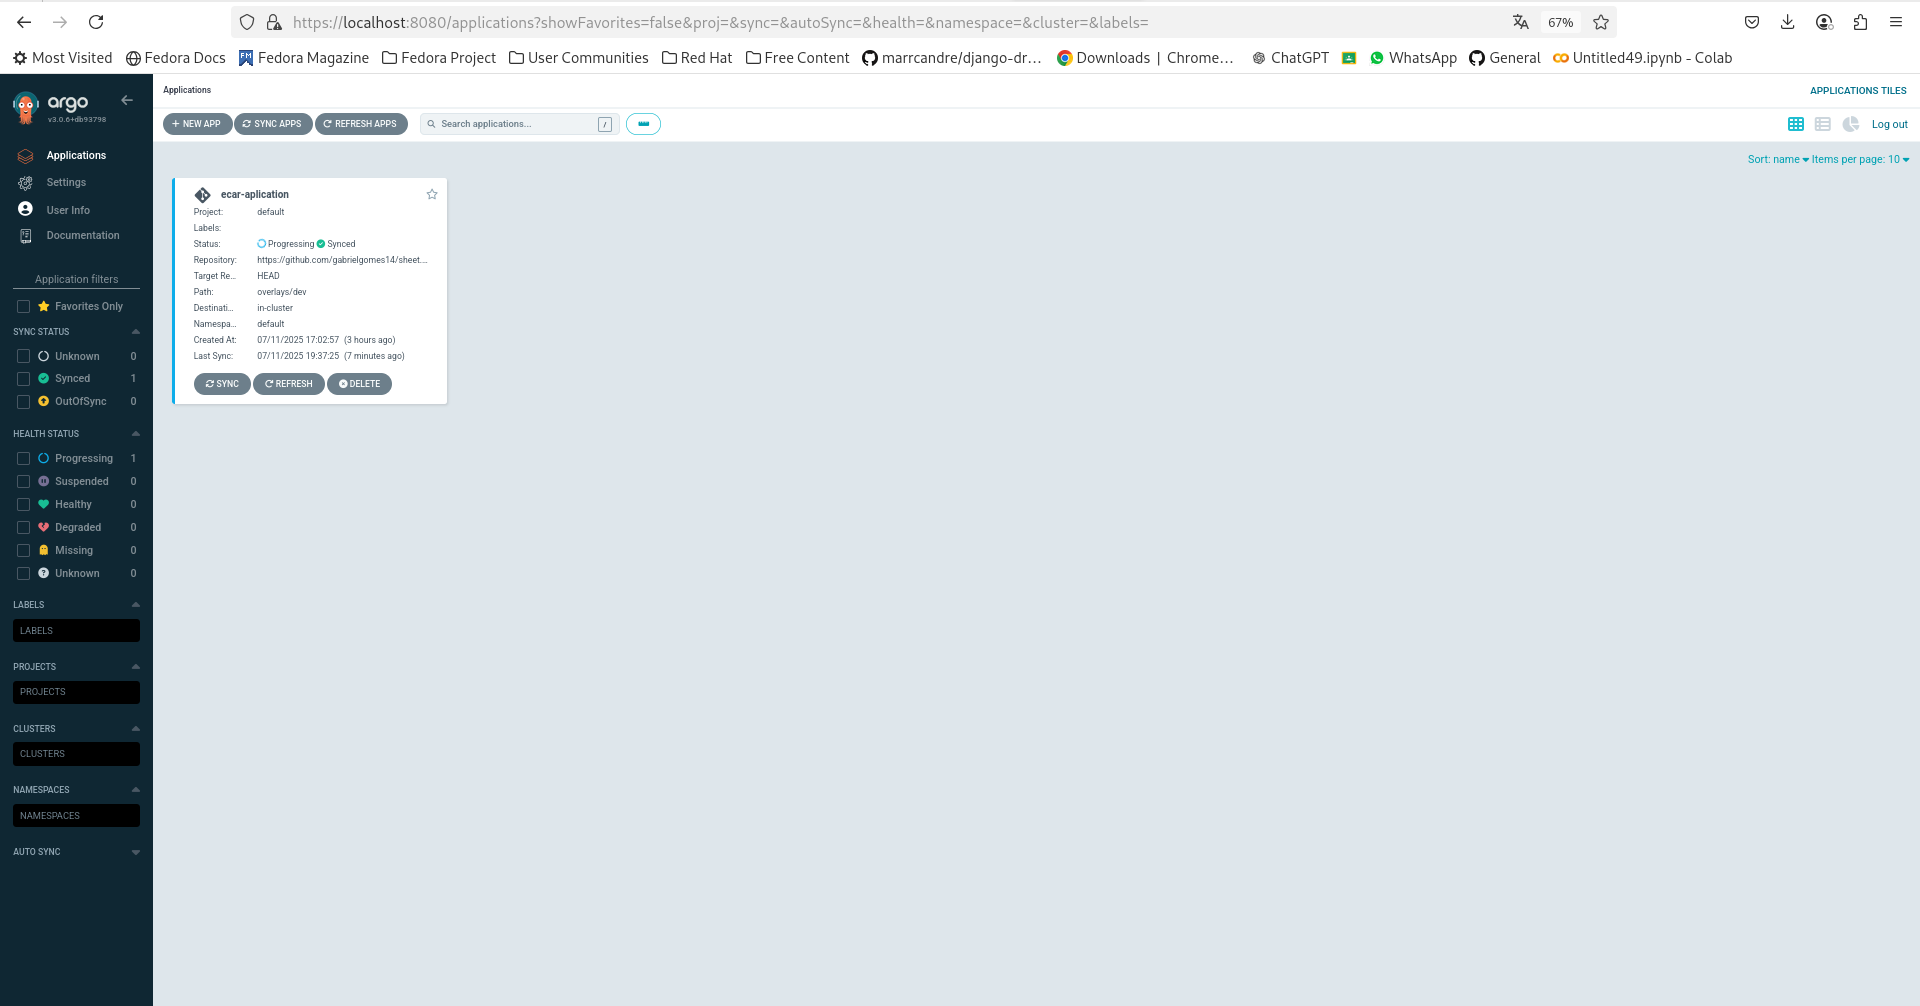 https://localhost:8080/applications?showFavorites=false&proj=&sync=&autoSync=&health=&namespace=&cluster=&labels=
67%
Most Visited Fedora Docs Fedora Magazine Fedora Project User Communities Red Hat Free Content marrcandre/django-dr... Downloads | Chrome... ChatGPT WhatsApp General Untitled49.ipynb - Colab
argo
v3.0.6+db93798
Applications
Settings
User Info
Documentation
Application filters
Favorites Only
SYNC STATUS
Unknown 0
Synced 1
OutOfSync 0
HEALTH STATUS
Progressing 1
Suspended 0
Healthy 0
Degraded 0
Missing 0
Unknown 0
LABELS
LABELS
PROJECTS
PROJECTS
CLUSTERS
CLUSTERS
NAMESPACES
NAMESPACES
AUTO SYNC
Applications
APPLICATIONS TILES
NEW APP SYNC APPS REFRESH APPS Search applications... /
Log out
Sort: name Items per page: 10
ecar-aplication
Project: default
Labels:
Status: Progressing Synced
Repository: https://github.com/gabrielgomes14/sheet...
Target Re... HEAD
Path: overlays/dev
Destinati... in-cluster
Namespa... default
Created At: 07/11/2025 17:02:57 (3 hours ago)
Last Sync: 07/11/2025 19:37:25 (7 minutes ago)
SYNC REFRESH DELETE